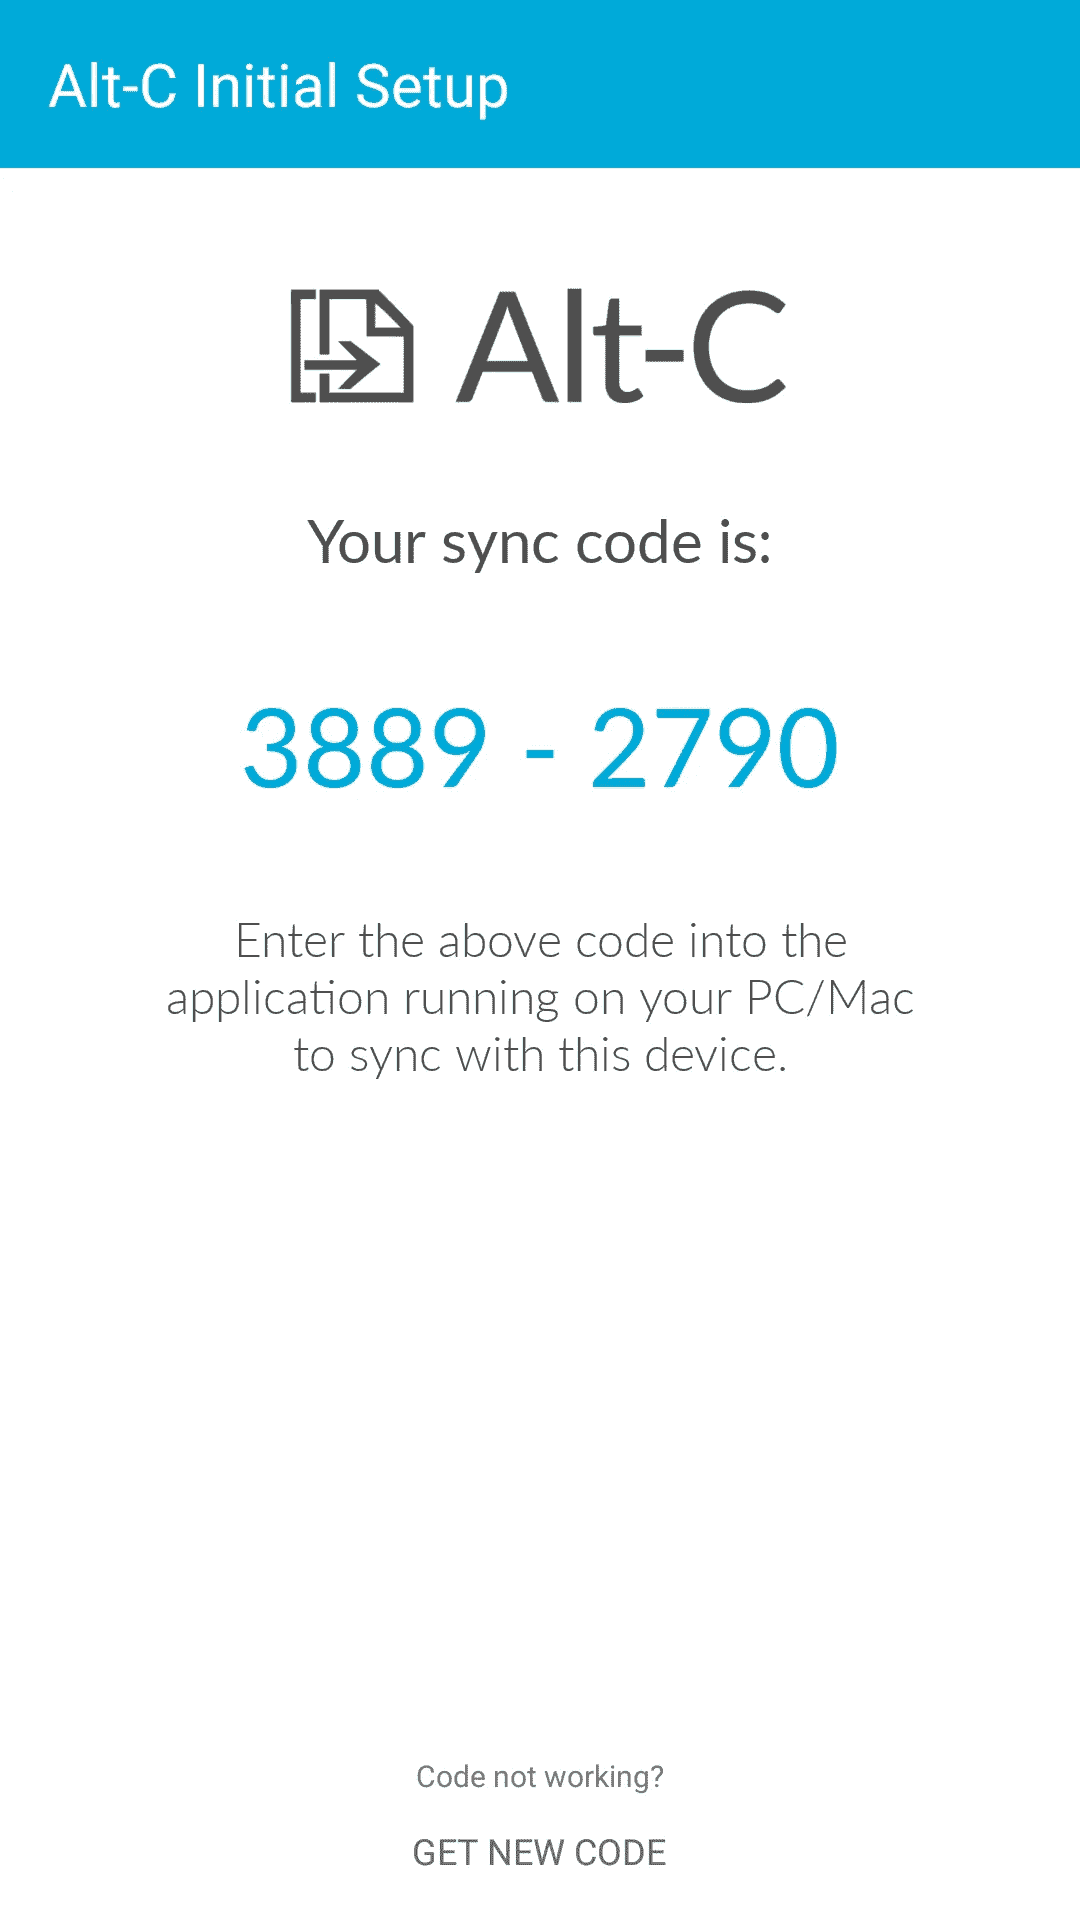 Alt-C Initial Setup
Alt-C
Your sync code is:
3889 - 2790
Enter the above code into the
application running on your PC/Mac
to sync with this device.
Code not working?
GET NEW CODE